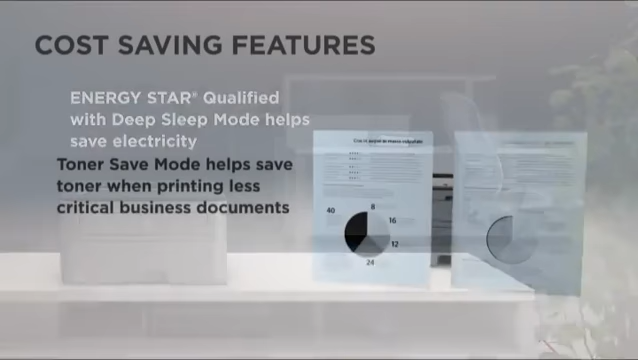 COST SAVING FEATURES
ENERGY STAR® Qualified
with Deep Sleep Mode helps
save electricity
Toner Save Mode helps save
toner when printing less
critical business documents
40
8
16
12
24